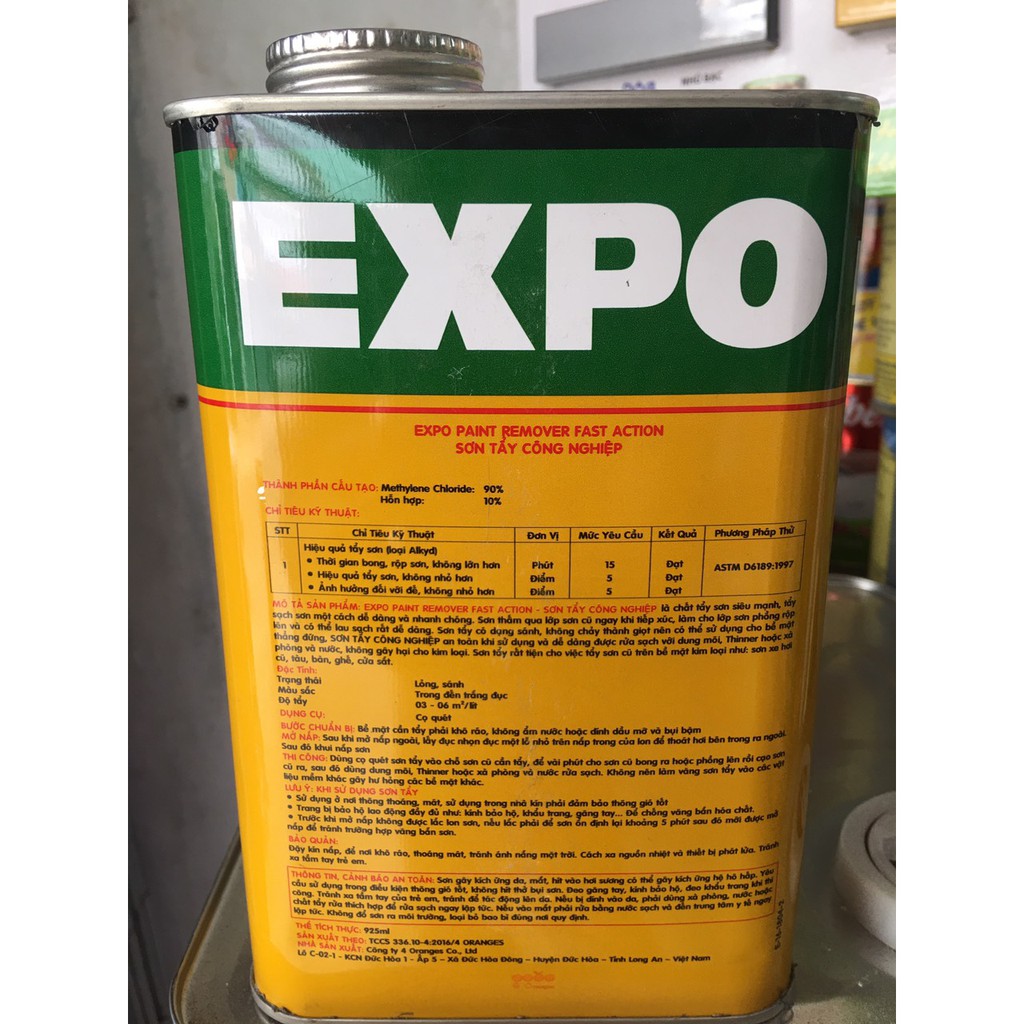 EXPO
EXPO PAINT REMOVER FAST ACTION
SƠN TẨY CÔNG NGHIỆP
THÀNH PHẦN CẤU TẠO: Methylene Chloride: 90%
Hỗn hợp: 10%
CHỈ TIÊU KỸ THUẬT:
STT Chỉ Tiêu Kỹ Thuật Đơn Vị Mức Yêu Cầu Kết Quả Phương Pháp Thử
Hiệu quả tẩy sơn (loại Alkyd)
1 • Thời gian bong, rộp sơn, không lớn hơn Phút 15 Đạt ASTM D6189:1997
• Hiệu quả tẩy sơn, không nhỏ hơn Điểm 5 Đạt
• Ảnh hưởng đối với đế, không nhỏ hơn Điểm 5 Đạt
MÔ TẢ SẢN PHẨM: EXPO PAINT REMOVER FAST ACTION - SƠN TẨY CÔNG NGHIỆP là chất tẩy sơn siêu mạnh, tẩy
sạch sơn một cách dễ dàng và nhanh chóng. Sơn thấm qua lớp sơn cũ ngay khi tiếp xúc, làm cho lớp sơn phồng rộp
lên và có thể lau sạch rất dễ dàng. Sơn tẩy có dạng sánh, không chảy thành giọt nên có thể sử dụng cho bề mặt
thẳng đứng, SƠN TẨY CÔNG NGHIỆP an toàn khi sử dụng và dễ dàng được rửa sạch với dung môi, Thinner hoặc xà
phòng và nước, không gây hại cho kim loại. Sơn tẩy rất tiện cho việc tẩy sơn cũ trên bề mặt kim loại như: sơn xe hơi
cũ, tàu, bàn, ghế, cửa sắt.
Đặc Tính:
Trạng thái Lỏng, sánh
Màu sắc Trong đến trắng đục
Độ tẩy 03 - 06 m²/lít
DỤNG CỤ: Cọ quét
BƯỚC CHUẨN BỊ: Bề mặt cần tẩy phải khô ráo, không ẩm nước hoặc dính dầu mỡ và bụi bặm
MỞ NẮP: Sau khi mở nắp ngoài, lấy đục nhọn đục một lỗ nhỏ trên nắp trong của lon để thoát hơi bên trong ra ngoài.
Sau đó khui nắp sơn
THI CÔNG: Dùng cọ quét sơn tẩy vào chỗ sơn cũ cần tẩy, để vài phút cho sơn cũ bong ra hoặc phồng lên rồi cạo sơn
cũ ra, sau đó dùng dung môi, Thinner hoặc xà phòng và nước rửa sạch. Không nên làm văng sơn tẩy vào các vật
liệu mềm khác gây hư hỏng các bề mặt khác.
LƯU Ý: KHI SỬ DỤNG SƠN TẨY
• Sử dụng ở nơi thông thoáng, mát, sử dụng trong nhà kín phải đảm bảo thông gió tốt
• Trang bị bảo hộ lao động đầy đủ như: kính bảo hộ, khẩu trang, găng tay... Để chống văng bắn hóa chất.
• Trước khi mở nắp không được lắc lon sơn, nếu lắc phải để sơn ổn định lại khoảng 5 phút sau đó mới được mở
nắp để tránh trường hợp văng bắn sơn.
BẢO QUẢN:
Đậy kín nắp, để nơi khô ráo, thoáng mát, tránh ánh nắng mặt trời. Cách xa nguồn nhiệt và thiết bị phát lửa. Tránh
xa tầm tay trẻ em.
THÔNG TIN, CẢNH BÁO AN TOÀN: Sơn gây kích ứng da, mắt, hít vào hơi sương có thể gây kích ứng hệ hô hấp. Yêu
cầu sử dụng trong điều kiện thông gió tốt, không hít thở bụi sơn. Đeo găng tay, kính bảo hộ, đeo khẩu trang khi thi
công. Tránh xa tầm tay của trẻ em, tránh để tác động lên da. Nếu bị dính vào da, phải dùng xà phòng, nước hoặc
chất tẩy rửa thích hợp để rửa sạch ngay lập tức. Nếu vào mắt phải rửa bằng nước sạch và đến trung tâm y tế ngay
lập tức. Không đổ sơn ra môi trường, loại bỏ bao bì đúng nơi quy định.
THỂ TÍCH THỰC: 925ml
SẢN XUẤT THEO: TCCS 336.10-4:2016/4 ORANGES
NHÀ SẢN XUẤT: Công ty 4 Oranges Co., Ltd
Lô C-02-1 - KCN Đức Hòa 1 - Ấp 5 - Xã Đức Hòa Đông - Huyện Đức Hòa - Tỉnh Long An - Việt Nam